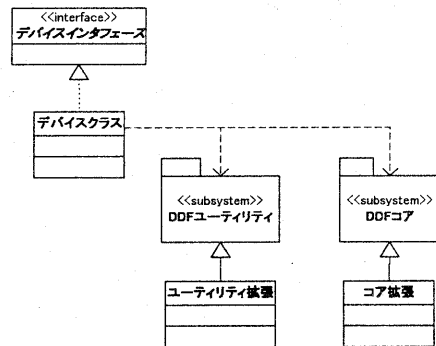 <<interface>>
デバイスインタフェーズ
デバイスクラス
<<subsystem>>
DDFユーティリティ
<<subsystem>>
DDFコア
ユーティリティ拡張
コア拡張